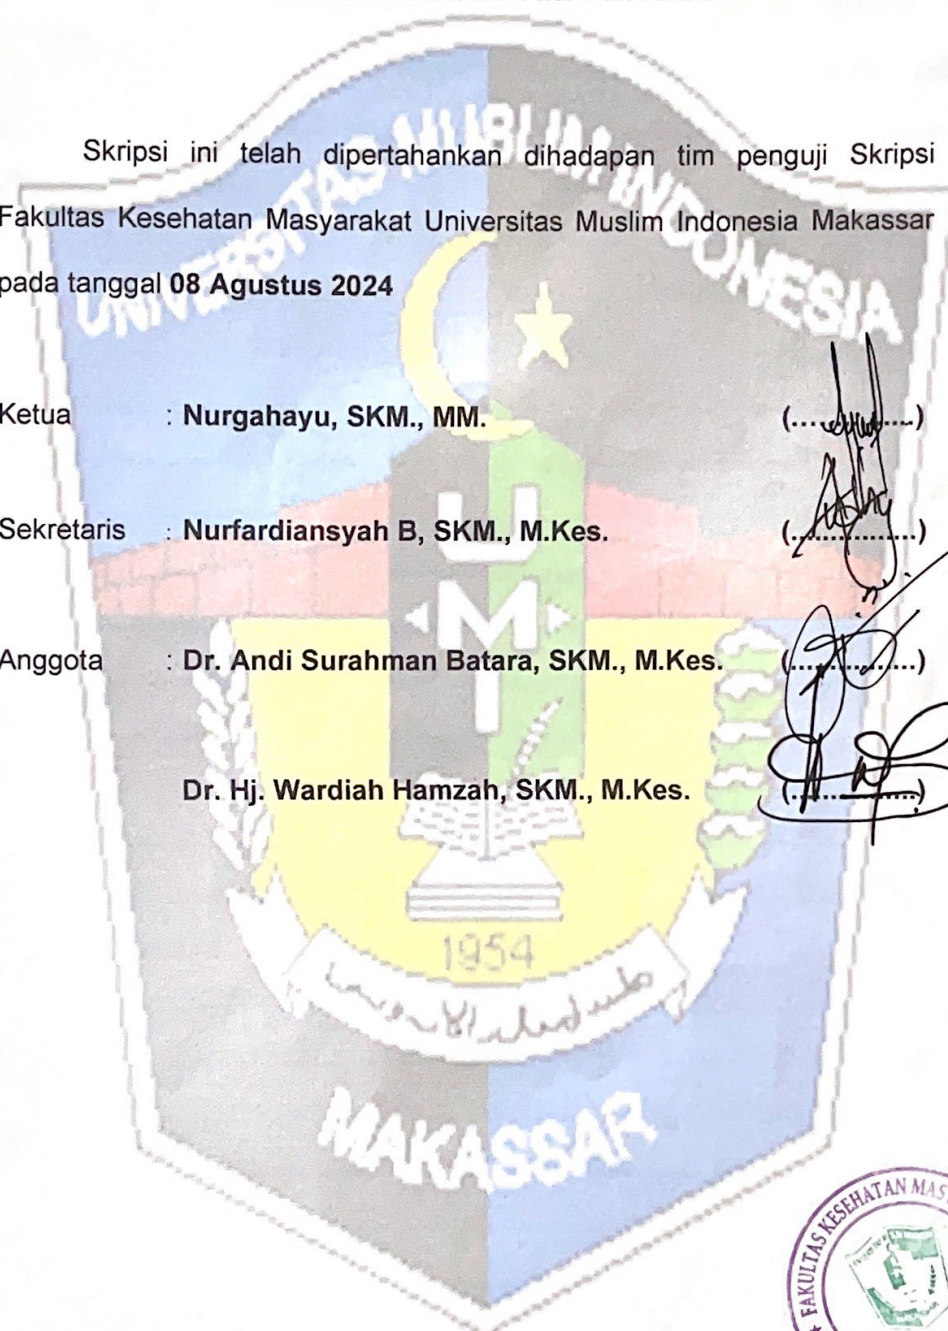 Skripsi ini telah dipertahankan dihadapan tim penguji Skripsi
Fakultas Kesehatan Masyarakat Universitas Muslim Indonesia Makassar
pada tanggal 08 Agustus 2024
UNIVERSITAS MUSLIM INDONESIA
Ketua : Nurgahayu, SKM., MM. (..............)
Sekretaris : Nurfardiansyah B, SKM., M.Kes. (................)
UMI
Anggota : Dr. Andi Surahman Batara, SKM., M.Kes. (................)
Dr. Hj. Wardiah Hamzah, SKM., M.Kes. (................)
1954
MAKASSAR
FAKULTAS KESEHATAN MAS